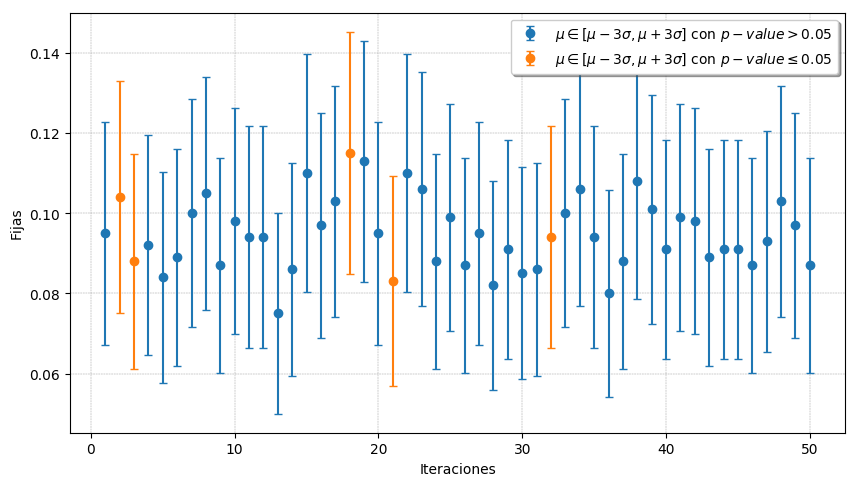 μ ∈ [μ − 3σ, μ + 3σ] con p − value > 0.05
μ ∈ [μ − 3σ, μ + 3σ] con p − value ≤ 0.05
0.14
0.12
0.10
0.08
0.06
Fijas
0 10 20 30 40 50
Iteraciones